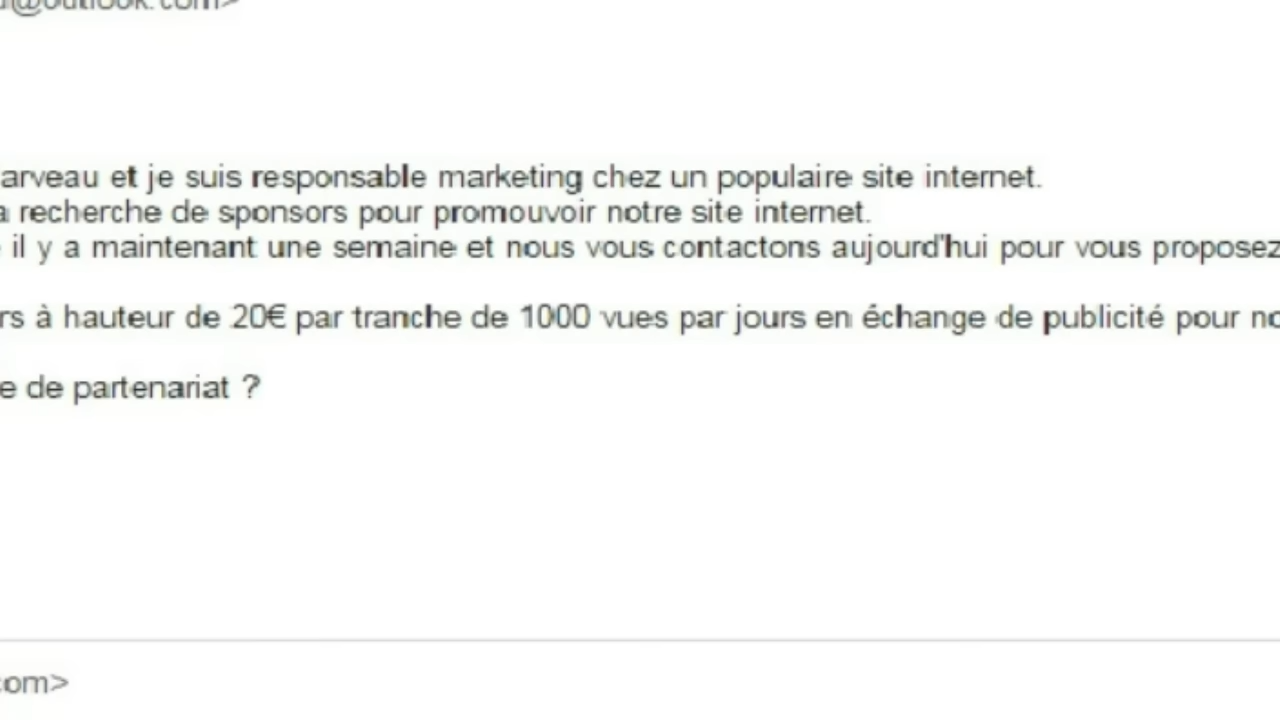 @outlook.com>
arveau et je suis responsable marketing chez un populaire site internet.
a recherche de sponsors pour promouvoir notre site internet.
il y a maintenant une semaine et nous vous contactons aujourd'hui pour vous proposez
rs à hauteur de 20€ par tranche de 1000 vues par jours en échange de publicité pour no
e de partenariat ?
com>